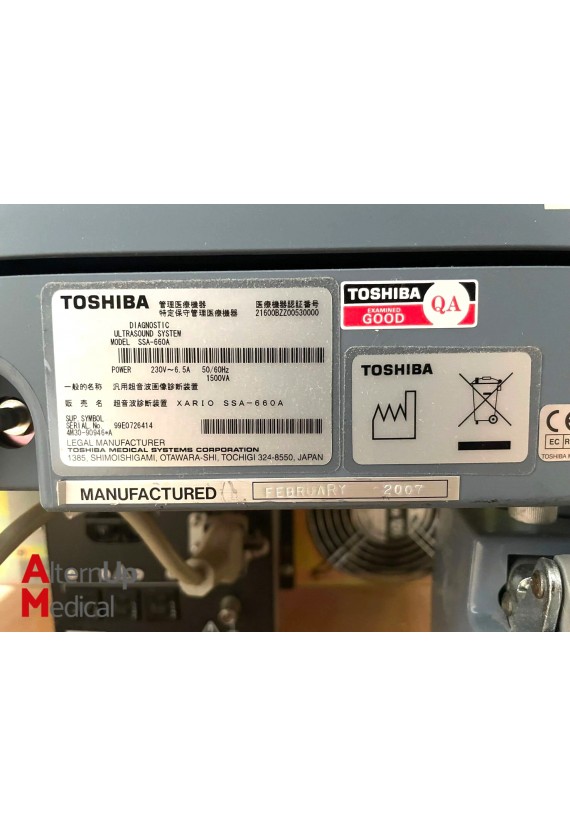 TOSHIBA
管理医療機器
特定保守管理医療機器
医療機器認証番号
21600BZZ00530000
DIAGNOSTIC
ULTRASOUND SYSTEM
MODEL SSA-660A
POWER 230V～6.5A 50/60Hz
1500VA
一般的名称 汎用超音波画像診断装置
販売名 超音波診断装置 XARIO SSA-660A
SUP.SYMBOL
SERIAL No. 99E0726414
4M30-90946*A
LEGAL MANUFACTURER
TOSHIBA MEDICAL SYSTEMS CORPORATION
1385, SHIMOISHIGAMI, OTAWARA-SHI, TOCHIGI 324-8550, JAPAN
TOSHIBA
EXAMINED
GOOD
QA
TOSHIBA
CE
EC R
TOSHIBA
MANUFACTURED FEBRUARY 2007
AlternUp
Medical